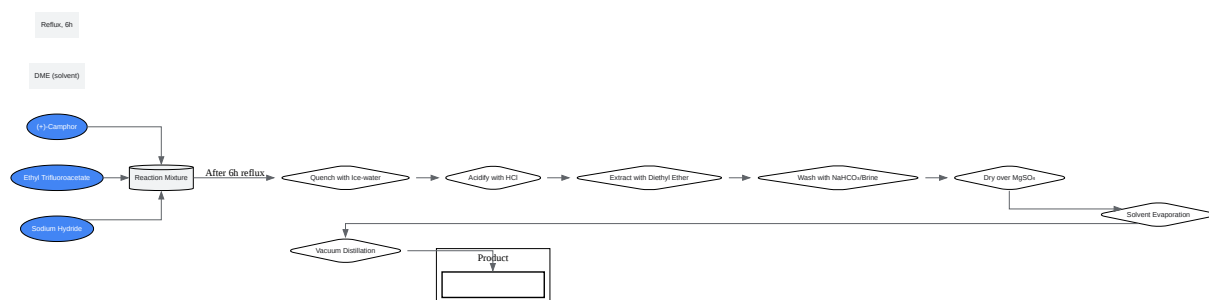 Reflux, 6h
DME (solvent)
(+)-Camphor
Ethyl Trifluoroacetate
Sodium Hydride
Reaction Mixture
After 6h reflux
Quench with Ice-water
Acidify with HCl
Extract with Diethyl Ether
Wash with NaHCO₃/Brine
Dry over MgSO₄
Solvent Evaporation
Vacuum Distillation
Product